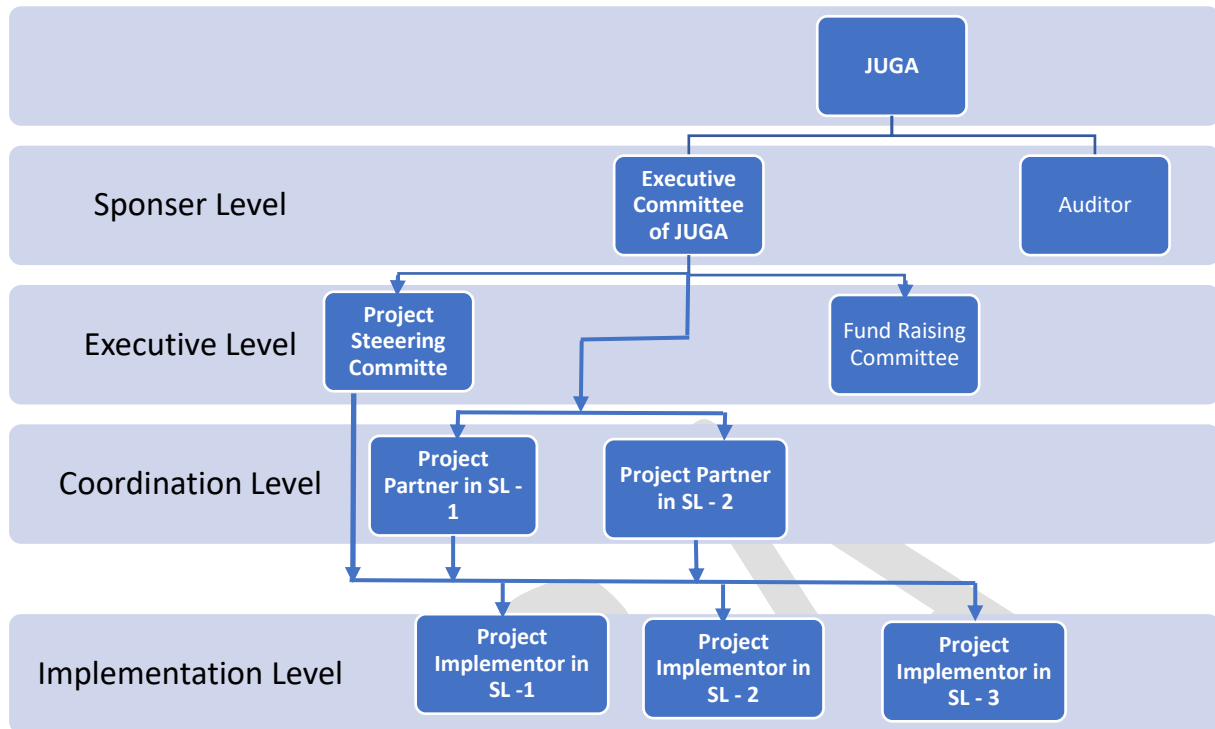 JUGA
Sponser Level
Executive
Committee
of JUGA
Auditor
Executive Level
Project
Steeering
Committe
Fund Raising
Committee
Coordination Level
Project
Partner in SL -
1
Project Partner
in SL - 2
Implementation Level
Project
Implementor in
SL -1
Project
Implementor in
SL - 2
Project
Implementor in
SL - 3